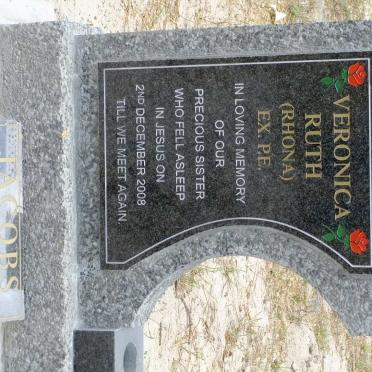 VERONICA
RUTH
(RHONA)
EX. P.E.
IN LOVING MEMORY
OF OUR
PRECIOUS SISTER
WHO FELL ASLEEP
IN JESUS ON
2ND DECEMBER 2008
TILL WE MEET AGAIN.
JACOBS